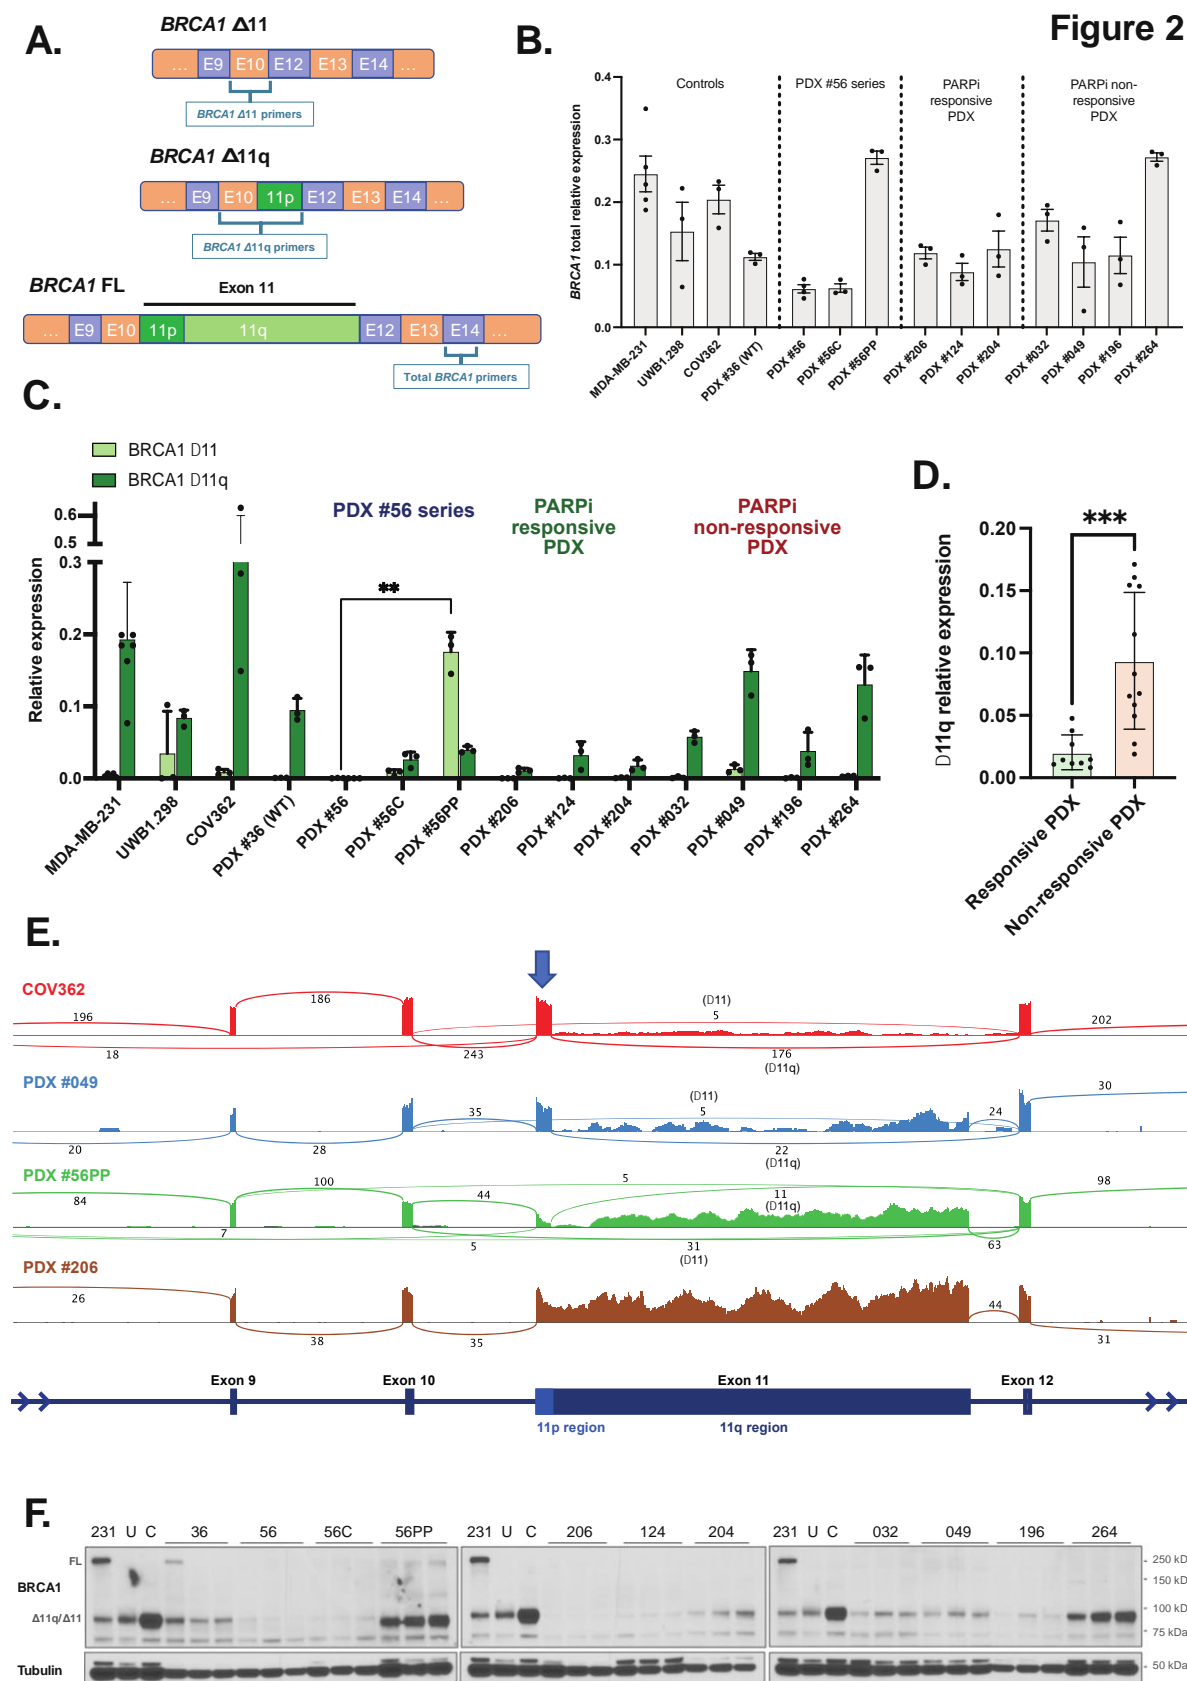 Figure 2
A.
BRCA1 Δ11
... E9 E10 E12 E13 E14 ...
BRCA1 Δ11 primers
BRCA1 Δ11q
... E9 E10 11p E12 E13 E14 ...
BRCA1 Δ11q primers
BRCA1 FL
Exon 11
... E9 E10 11p 11q E12 E13 E14 ...
Total BRCA1 primers
B.
BRCA1 total relative expression
0.4
0.3
0.2
0.1
0.0
Controls
PDX #56 series
PARPi
responsive
PDX
PARPi non-
responsive
PDX
MDA-MB-231
UWB1.298
COV362
PDX #36 (WT)
PDX #56
PDX #56C
PDX #56PP
PDX #206
PDX #124
PDX #204
PDX #032
PDX #049
PDX #196
PDX #264
C.
BRCA1 D11
BRCA1 D11q
Relative expression
0.6
0.5
0.3
0.2
0.1
0.0
PDX #56 series
PARPi
responsive
PDX
PARPi
non-responsive
PDX
**
MDA-MB-231
UWB1.298
COV362
PDX #36 (WT)
PDX #56
PDX #56C
PDX #56PP
PDX #206
PDX #124
PDX #204
PDX #032
PDX #049
PDX #196
PDX #264
D.
D11q relative expression
0.20
0.15
0.10
0.05
0.00
***
Responsive PDX
Non-responsive PDX
E.
COV362
196
186
(D11)
5
202
18
243
176
(D11q)
PDX #049
35
(D11)
5
24
30
20
28
22
(D11q)
PDX #56PP
84
100
44
5
11
(D11q)
98
7
5
31
(D11)
63
PDX #206
26
44
38
35
31
Exon 9
Exon 10
Exon 11
Exon 12
11p region
11q region
F.
231 U C 36 56 56C 56PP
231 U C 206 124 204
231 U C 032 049 196 264
FL
BRCA1
Δ11q/Δ11
Tubulin
- 250 kD
- 150 kD
- 100 kD
- 75 kDa
- 50 kDa